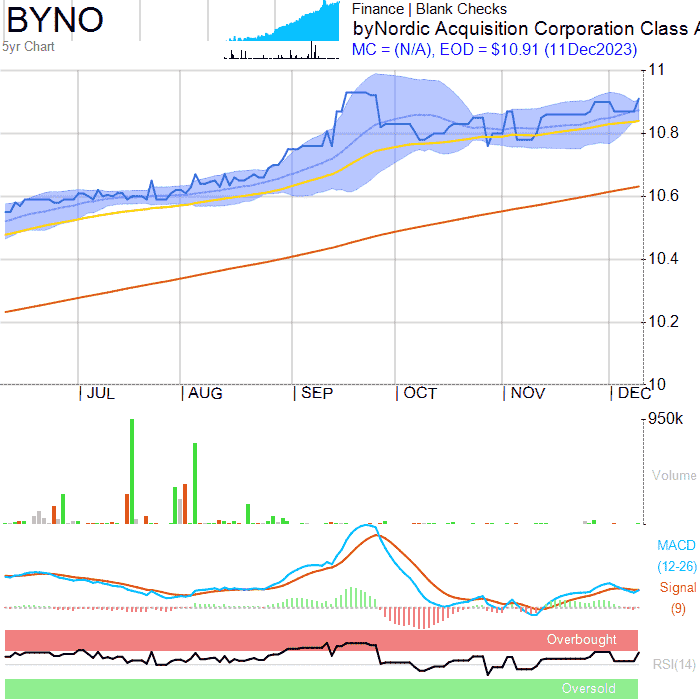 BYNO
5yr Chart
Finance | Blank Checks
byNordic Acquisition Corporation Class A
MC = (N/A), EOD = $10.91 (11Dec2023)
11
10.8
10.6
10.4
10.2
10
JUL AUG SEP OCT NOV DEC
950k
Volume
MACD
(12-26)
Signal
(9)
Overbought
RSI(14)
Oversold